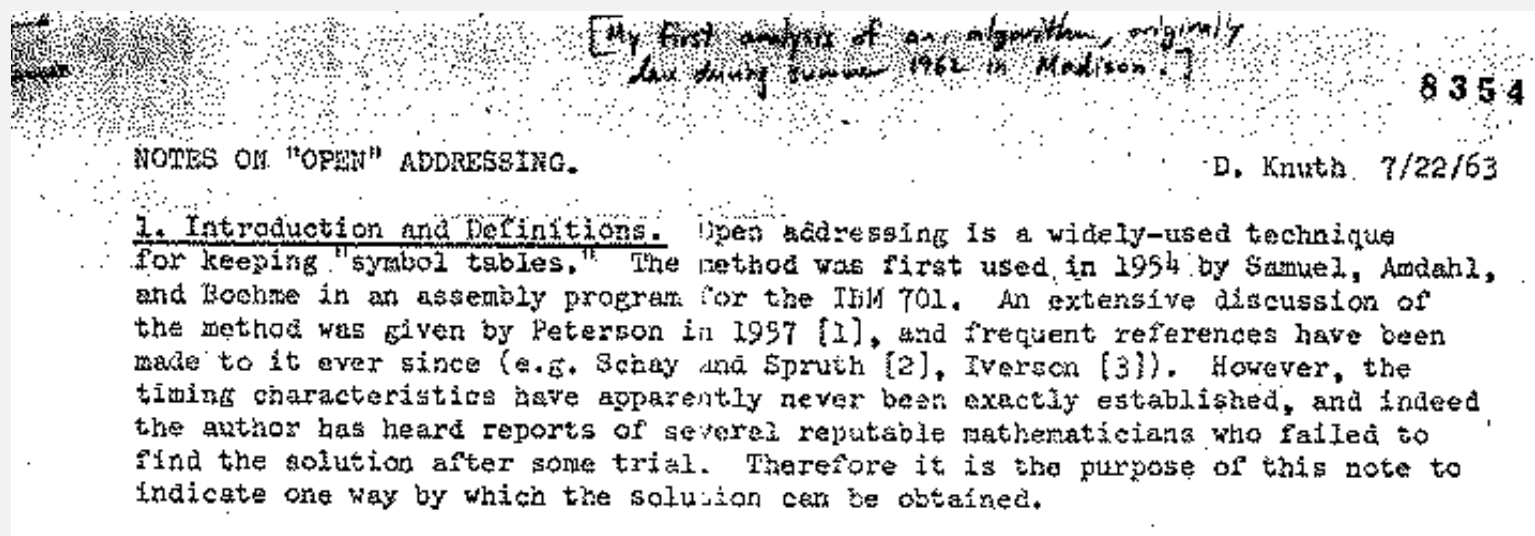 [My first analysis of an algorithm, originally
done during summer 1962 in Madison.]
8354
NOTES ON "OPEN" ADDRESSING.
D. Knuth 7/22/63
1. Introduction and Definitions. Open addressing is a widely-used technique
for keeping "symbol tables." The method was first used in 1954 by Samuel, Amdahl,
and Boehme in an assembly program for the IBM 701. An extensive discussion of
the method was given by Peterson in 1957 [1], and frequent references have been
made to it ever since (e.g. Schay and Spruth [2], Iverson [3]). However, the
timing characteristics have apparently never been exactly established, and indeed
the author has heard reports of several reputable mathematicians who failed to
find the solution after some trial. Therefore it is the purpose of this note to
indicate one way by which the solution can be obtained.